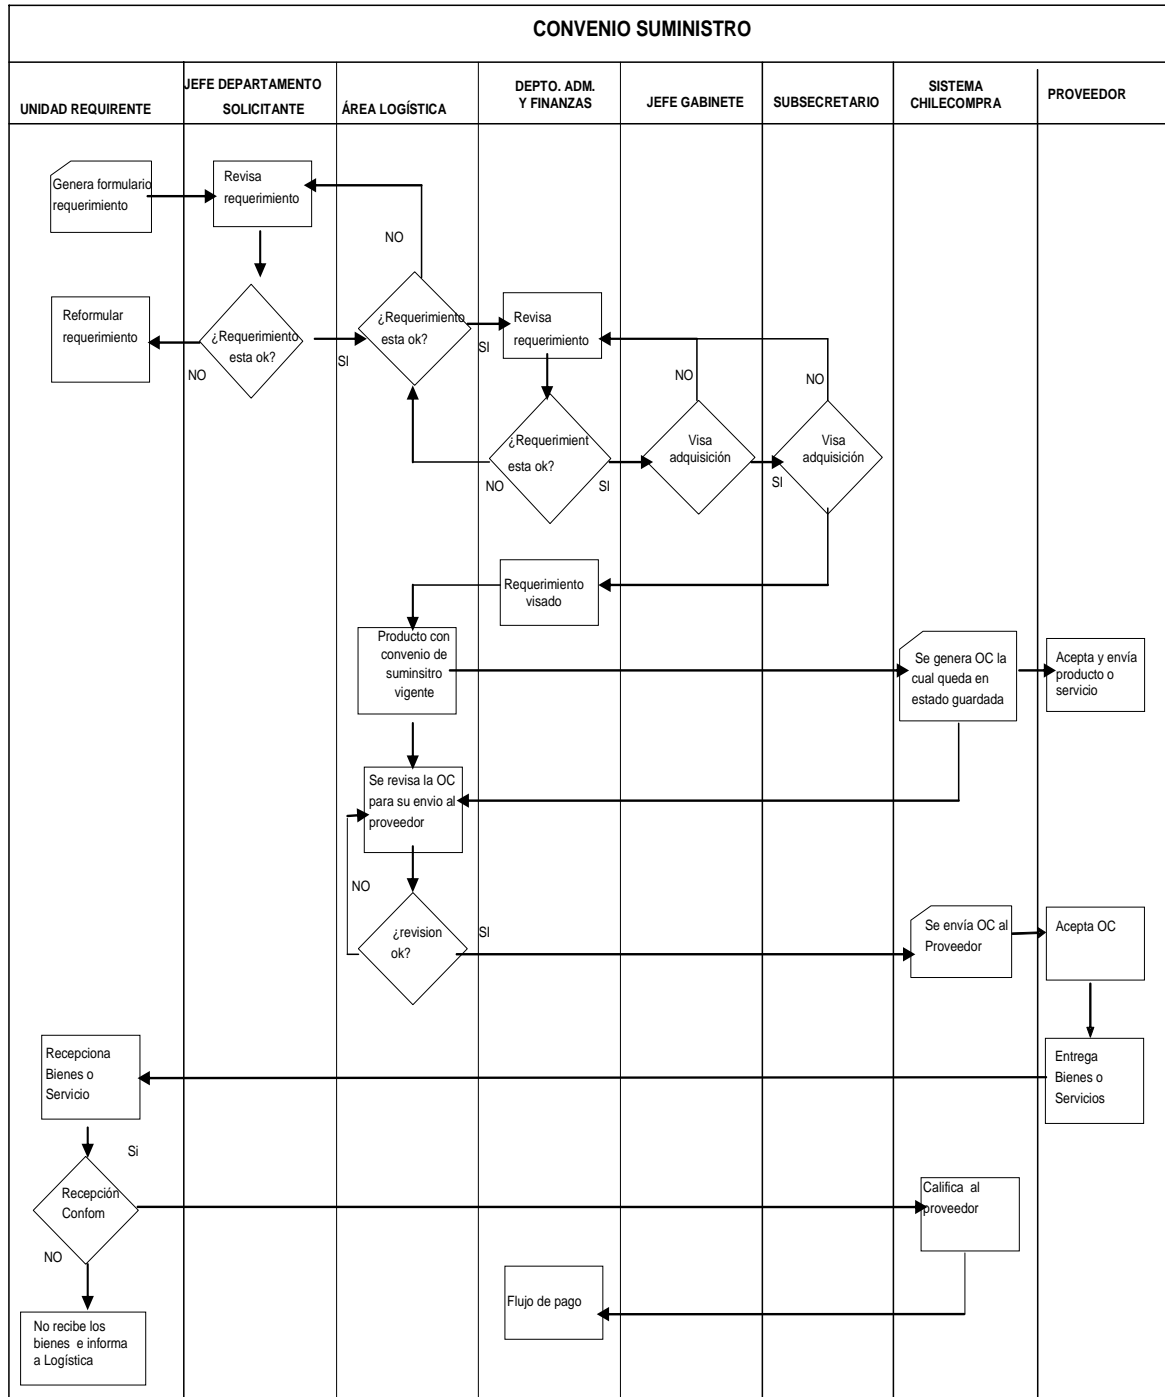 CONVENIO SUMINISTRO
UNIDAD REQUIRENTE
JEFE DEPARTAMENTO
SOLICITANTE
ÁREA LOGÍSTICA
DEPTO. ADM.
Y FINANZAS
JEFE GABINETE
SUBSECRETARIO
SISTEMA
CHILECOMPRA
PROVEEDOR
Genera formulario
requerimiento
Revisa
requerimiento
NO
Reformular
requerimiento
¿Requerimiento
esta ok?
NO
SI
¿Requerimiento
esta ok?
SI
Revisa
requerimiento
NO
NO
¿Requerimient
esta ok?
NO
SI
Visa
adquisición
SI
Visa
adquisición
Requerimiento
visado
Producto con
convenio de
suminsitro
vigente
Se genera OC la
cual queda en
estado guardada
Acepta y envía
producto o
servicio
Se revisa la OC
para su envio al
proveedor
NO
¿revision
ok?
SI
Se envía OC al
Proveedor
Acepta OC
Recepciona
Bienes o
Servicio
Entrega
Bienes o
Servicios
Si
Recepción
Confom
NO
Califica al
proveedor
Flujo de pago
No recibe los
bienes e informa
a Logística